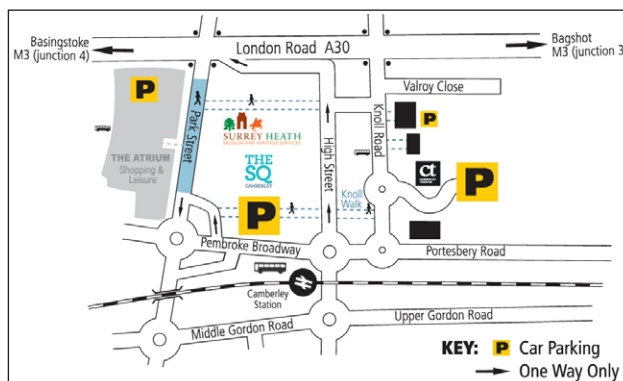 Basingstoke
M3 (junction 4)
London Road A30
Bagshot
M3 (junction 3)
P
Park Street
THE ATRIUM
Shopping &
Leisure
SURREY HEATH
MUSEUM AND HERITAGE SERVICES
THE
SQ
CAMBERLEY
High Street
Knoll Road
Valroy Close
P
ct
P
Knoll
Walk
P
Pembroke Broadway
Portesbery Road
Camberley
Station
Middle Gordon Road
Upper Gordon Road
KEY: P Car Parking
One Way Only